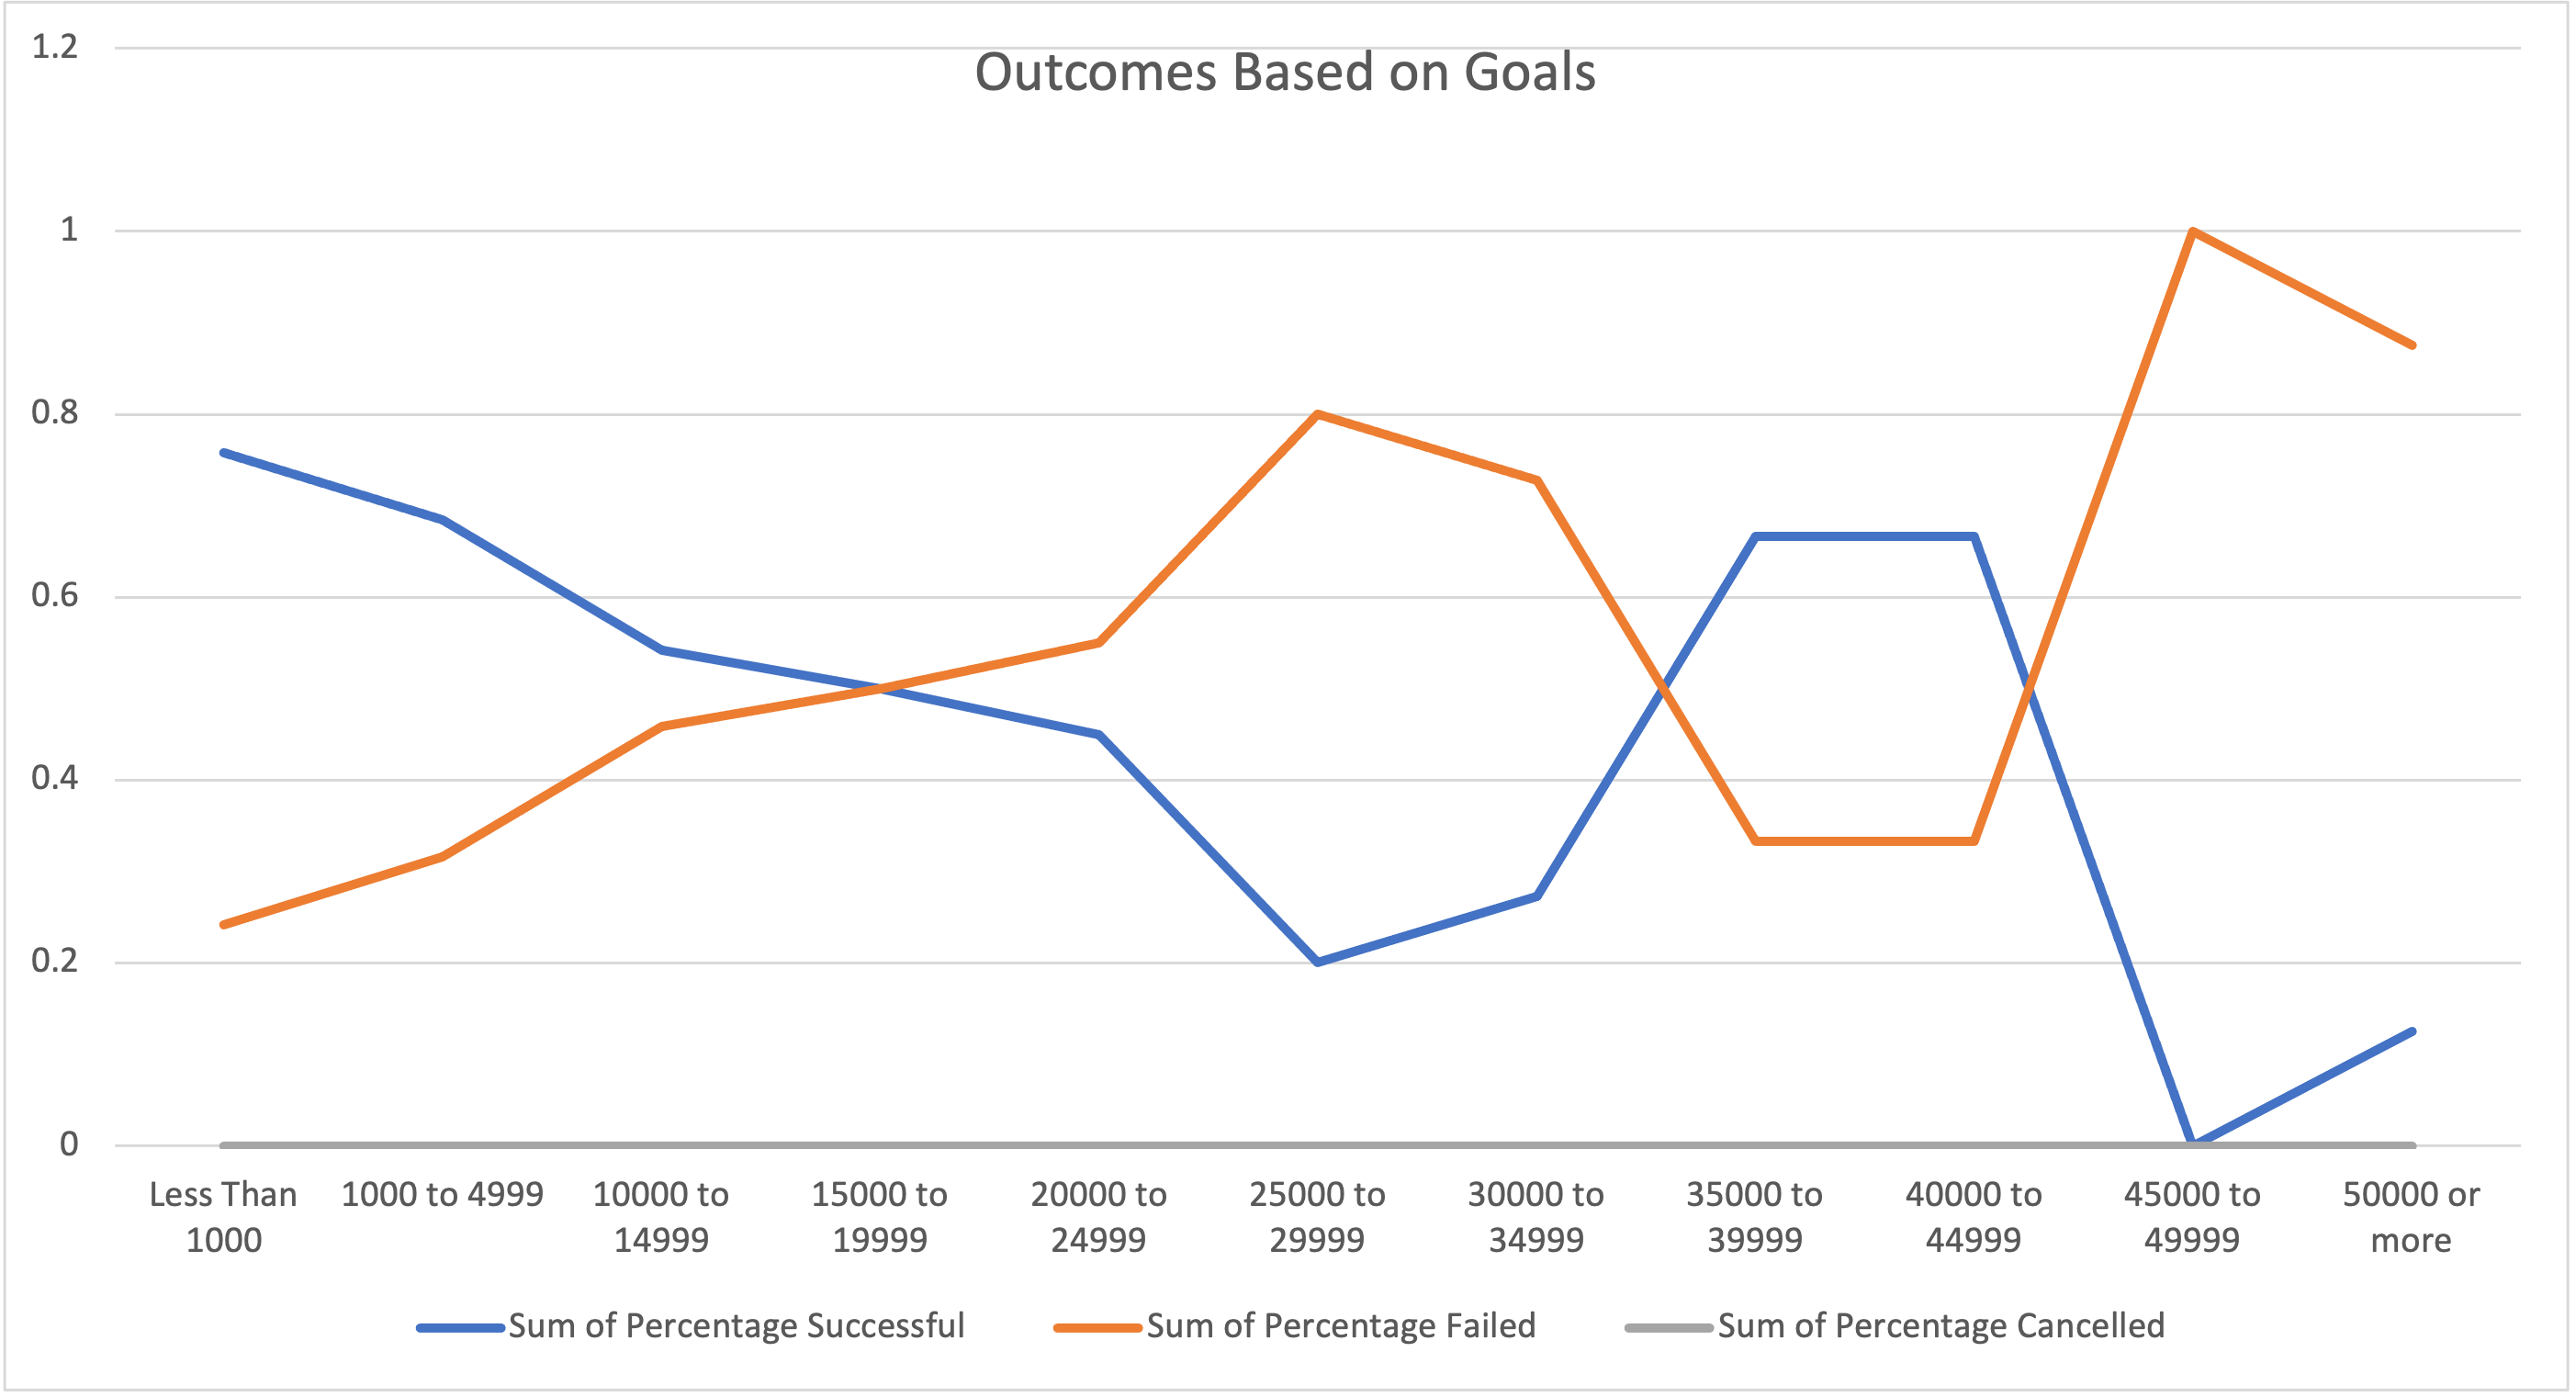 Outcomes Based on Goals
1.2
1
0.8
0.6
0.4
0.2
0
Less Than
1000
1000 to 4999
10000 to
14999
15000 to
19999
20000 to
24999
25000 to
29999
30000 to
34999
35000 to
39999
40000 to
44999
45000 to
49999
50000 or
more
Sum of Percentage Successful
Sum of Percentage Failed
Sum of Percentage Cancelled